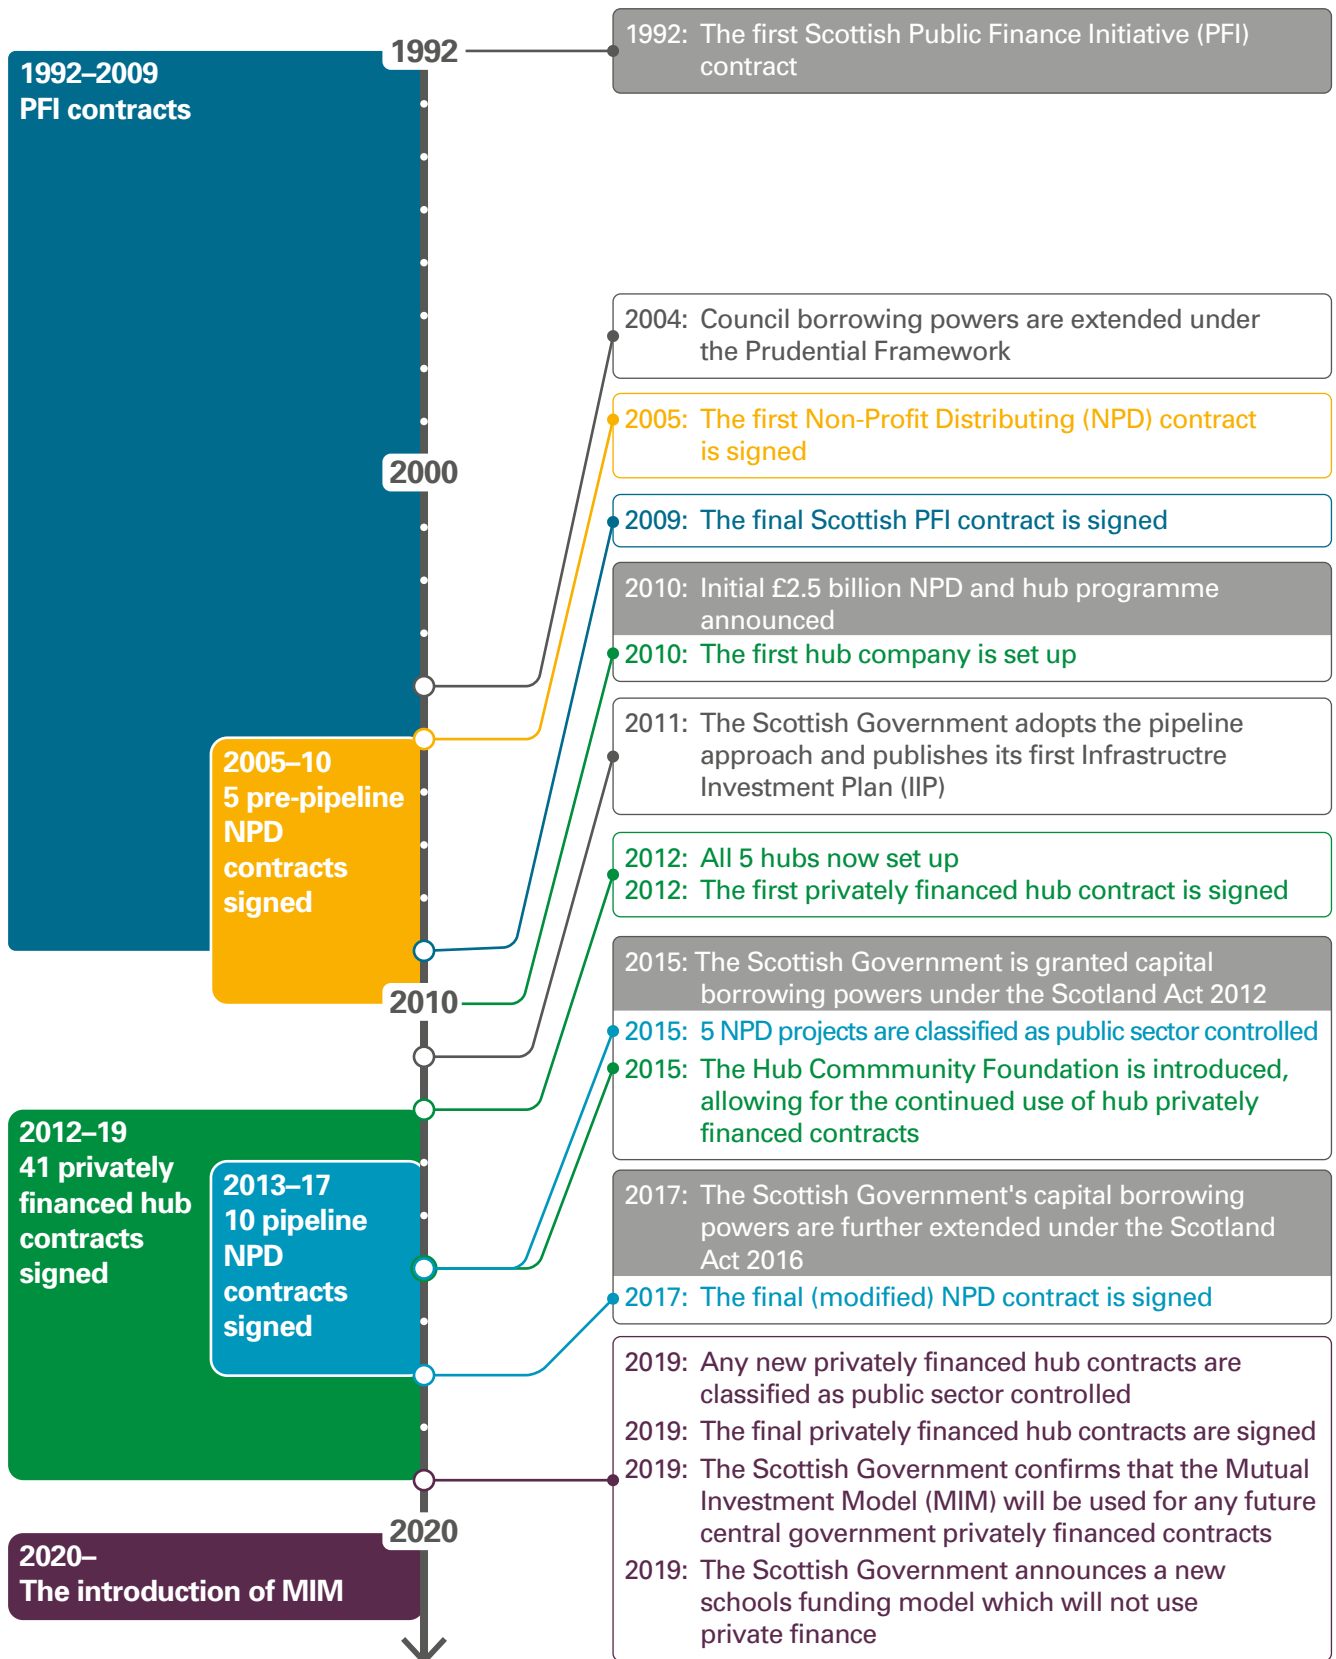 1992
1992–2009
PFI contracts
1992: The first Scottish Public Finance Initiative (PFI)
contract
2004: Council borrowing powers are extended under
the Prudential Framework
2005: The first Non-Profit Distributing (NPD) contract
is signed
2000
2009: The final Scottish PFI contract is signed
2010: Initial £2.5 billion NPD and hub programme
announced
2010: The first hub company is set up
2011: The Scottish Government adopts the pipeline
approach and publishes its first Infrastructre
Investment Plan (IIP)
2005–10
5 pre-pipeline
NPD
contracts
signed
2012: All 5 hubs now set up
2012: The first privately financed hub contract is signed
2010
2015: The Scottish Government is granted capital
borrowing powers under the Scotland Act 2012
2015: 5 NPD projects are classified as public sector controlled
2015: The Hub Commmunity Foundation is introduced,
allowing for the continued use of hub privately
financed contracts
2012–19
41 privately
financed hub
contracts
signed
2013–17
10 pipeline
NPD
contracts
signed
2017: The Scottish Government's capital borrowing
powers are further extended under the Scotland
Act 2016
2017: The final (modified) NPD contract is signed
2019: Any new privately financed hub contracts are
classified as public sector controlled
2019: The final privately financed hub contracts are signed
2019: The Scottish Government confirms that the Mutual
Investment Model (MIM) will be used for any future
central government privately financed contracts
2019: The Scottish Government announces a new
schools funding model which will not use
private finance
2020
2020–
The introduction of MIM